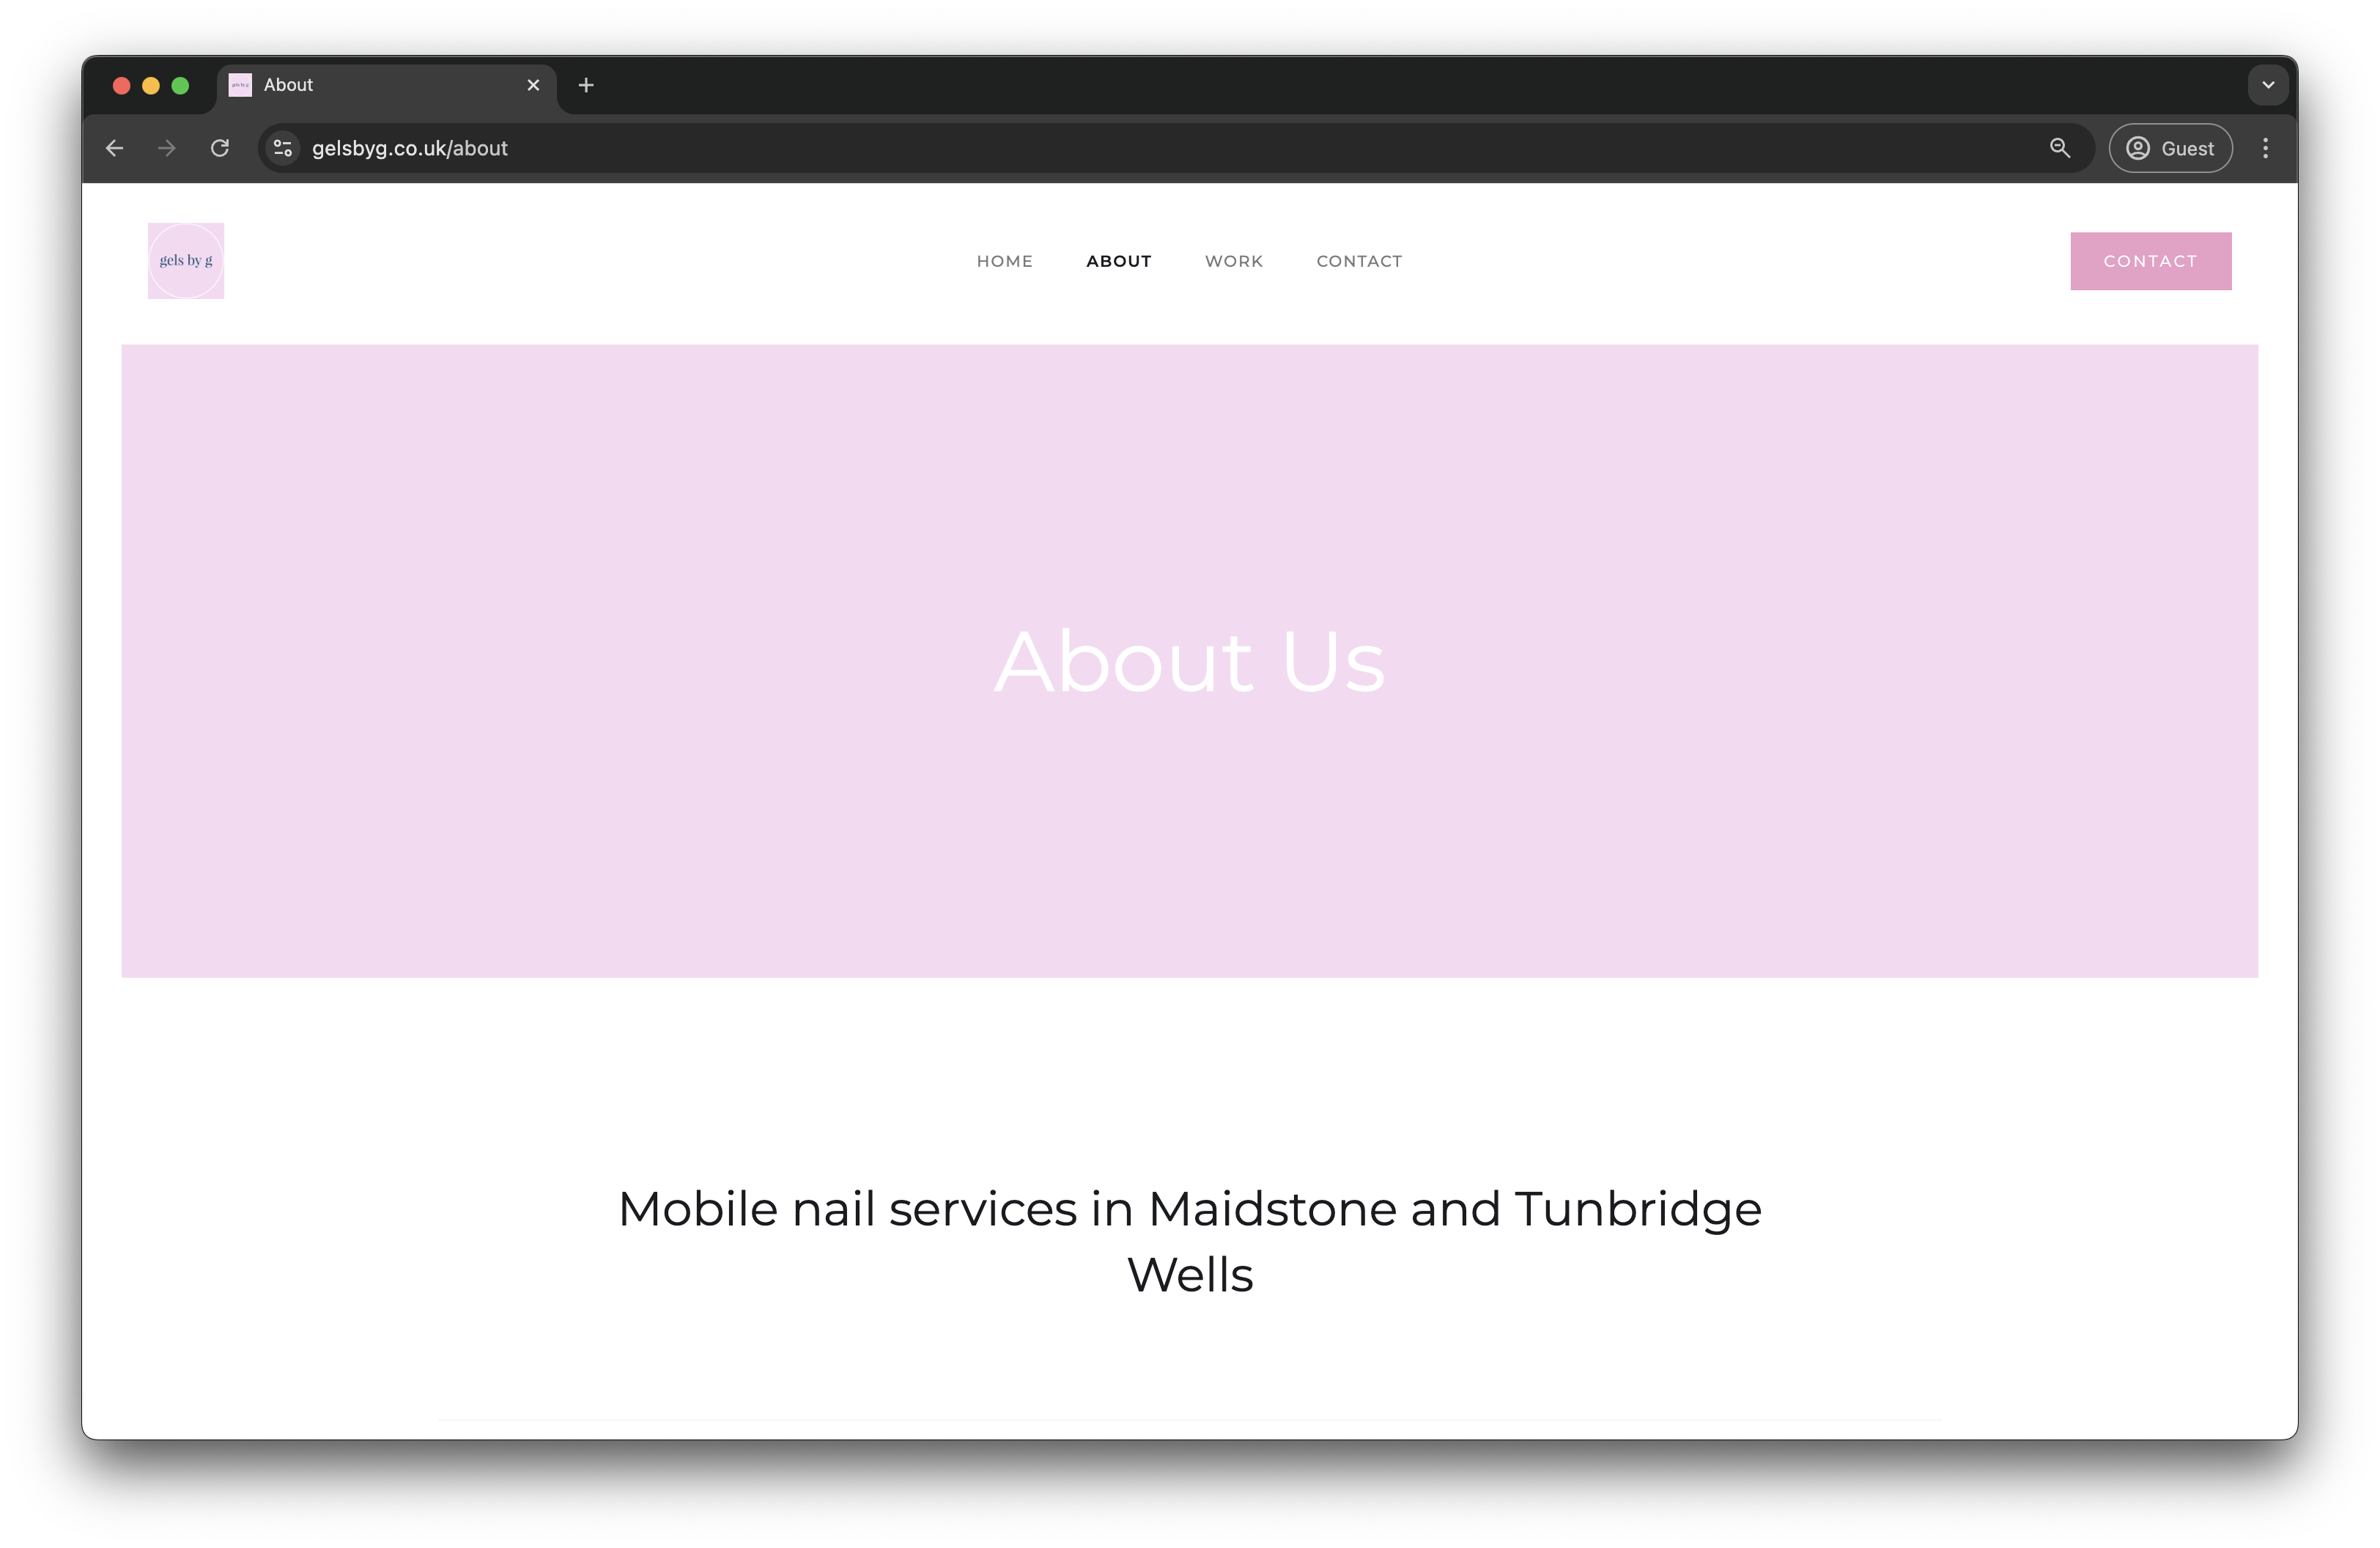 About
gelsbyg.co.uk/about
Guest
gels by g
HOME ABOUT WORK CONTACT
CONTACT
About Us
Mobile nail services in Maidstone and Tunbridge
Wells